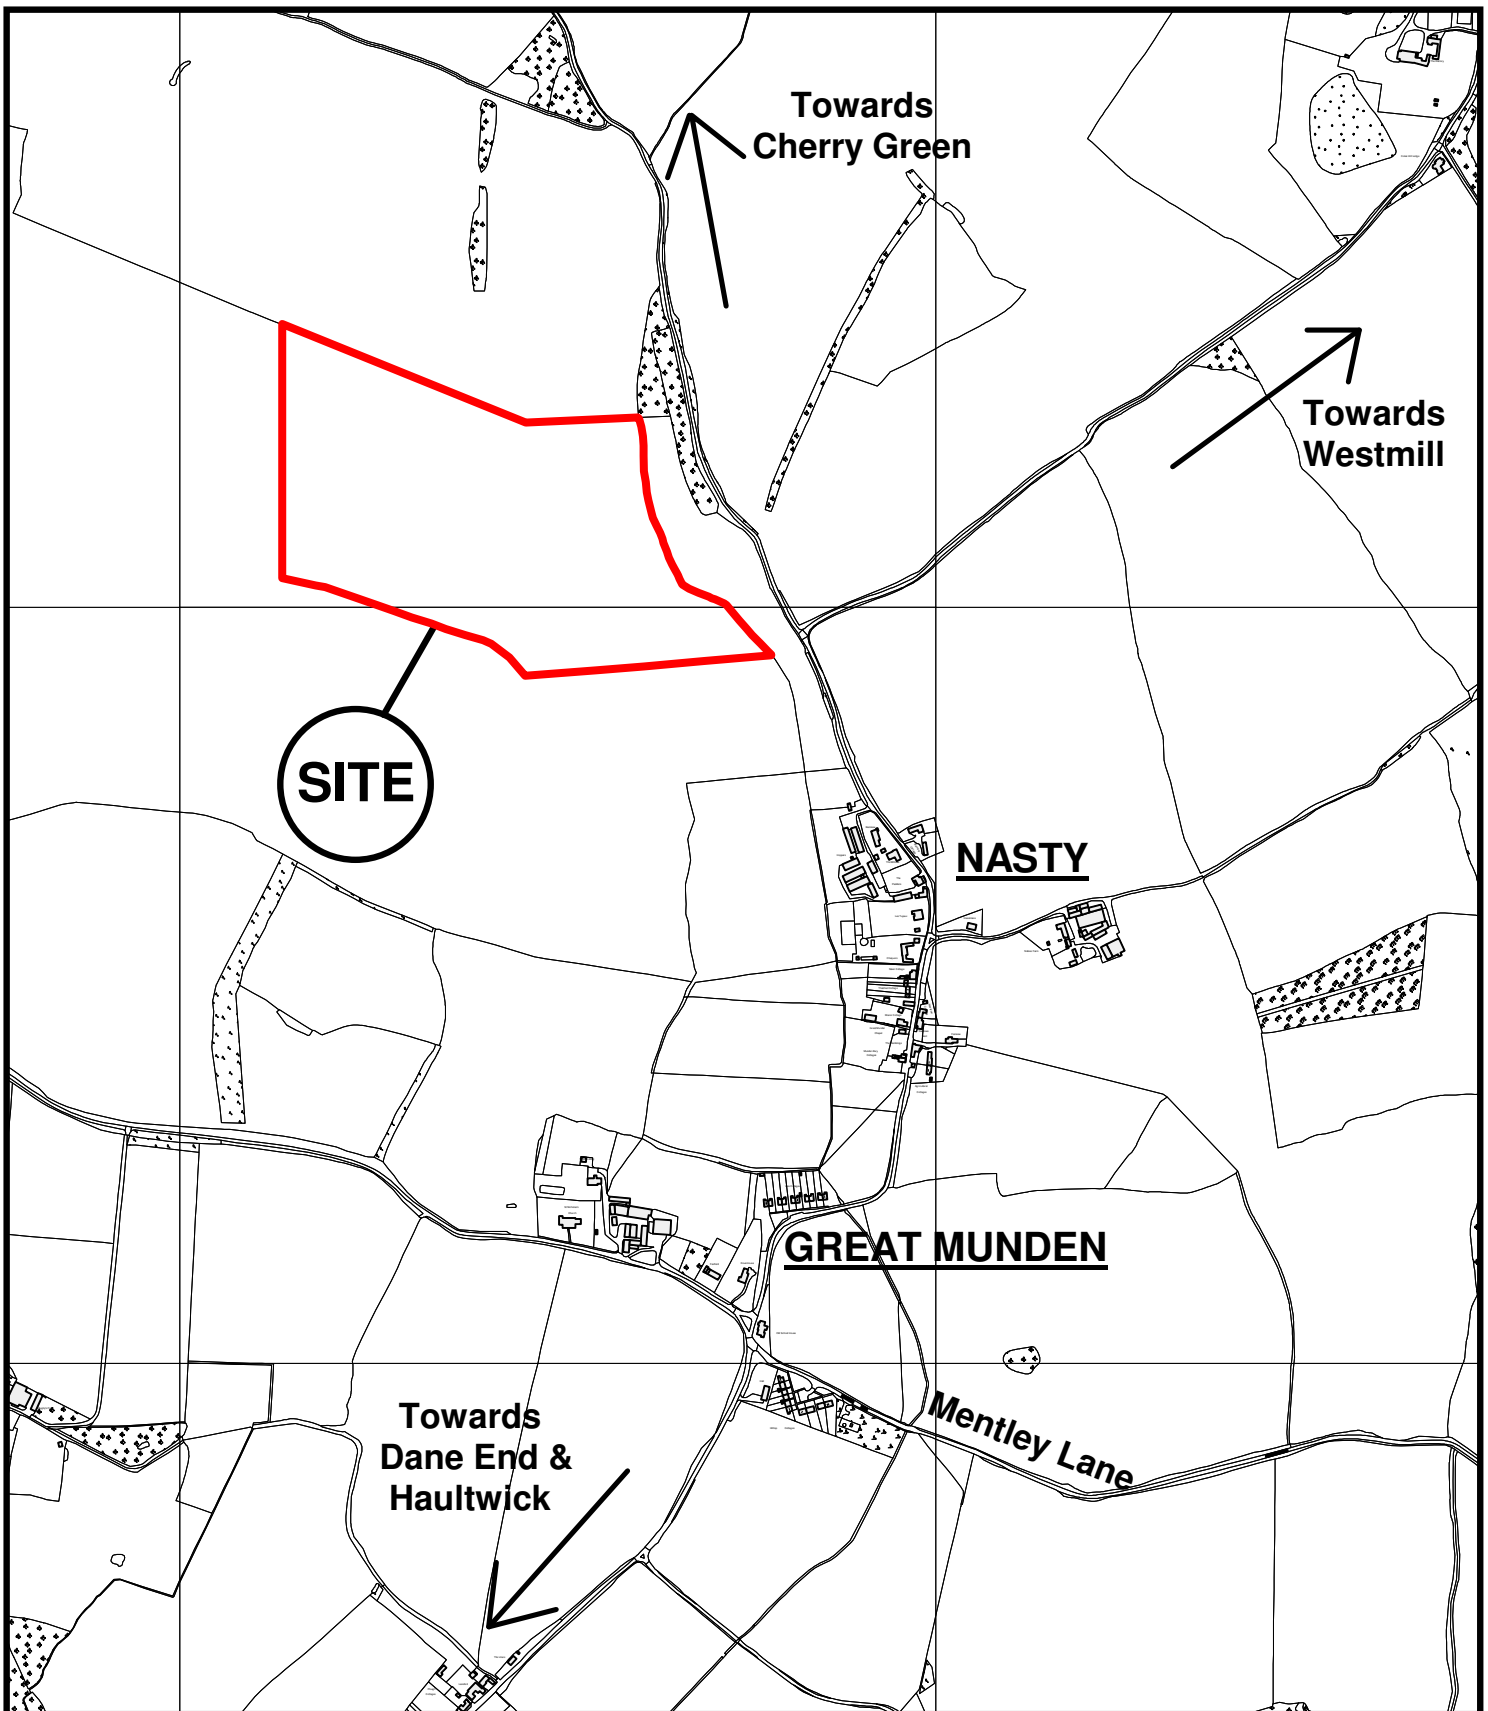 Towards
Cherry Green
Towards
Westmill
SITE
NASTY
GREAT MUNDEN
Mentley Lane
Towards
Dane End &
Haultwick